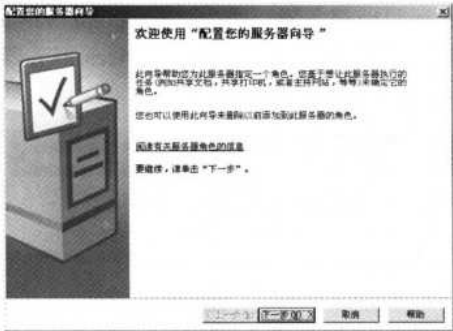 配置您的服务器向导
欢迎使用“配置您的服务器向导”
此向导帮助您为此服务器指定一个角色。您基于想让此服务器执行的
任务(例如共享文档，共享打印机，或者主持网站，等等)来确定它的
角色。
您也可以使用此向导来删除以前添加到此服务器的角色。
阅读有关服务器角色的信息
要继续，请单击“下一步”。
<上一步(B)
下一步(N) >
取消
帮助